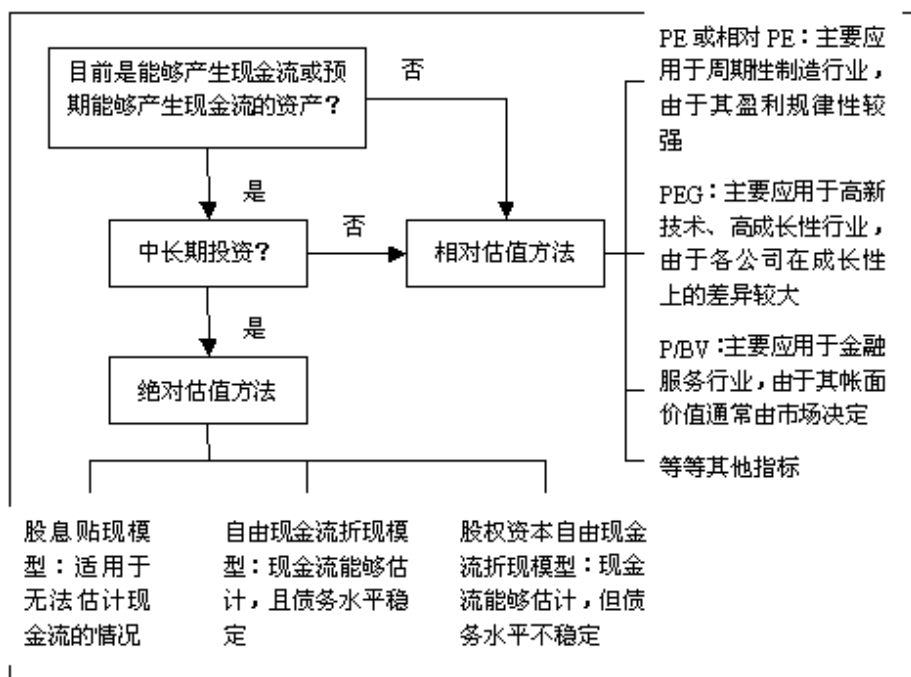 目前是能够产生现金流或预
期能够产生现金流的资产？
否
是
中长期投资？
否
相对估值方法
是
绝对估值方法
PE 或相对 PE：主要应
用于周期性制造行业，
由于其盈利规律性较
强
PEG：主要应用于高新
技术、高成长性行业，
由于各公司在成长性
上的差异较大
P/BV：主要应用于金融
服务行业，由于其帐面
价值通常由市场决定
等等其他指标
股息贴现模
型：适用于
无法估计现
金流的情况
自由现金流折现模
型：现金流能够估
计，且债务水平稳
定
股权资本自由现金
流折现模型：现金
流能够估计，但债
务水平不稳定